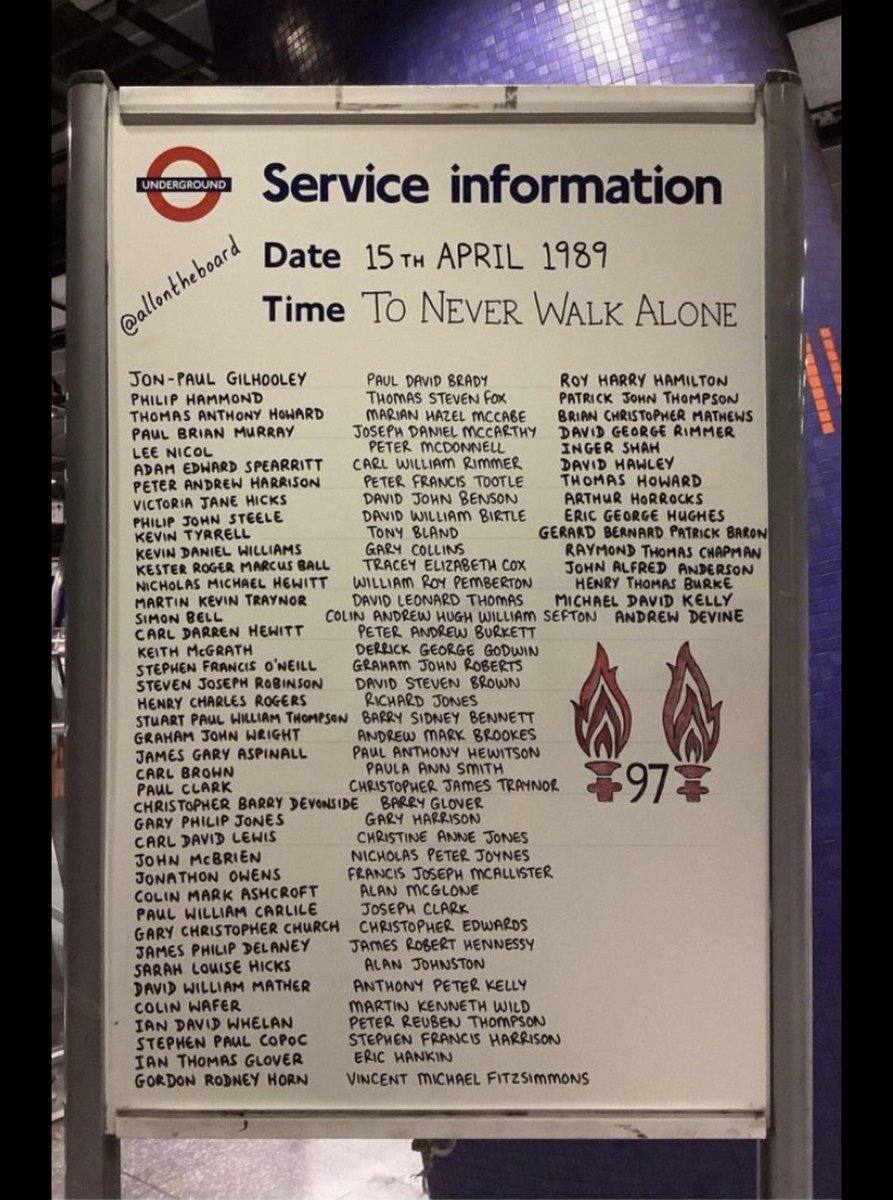 UNDERGROUND
Service information
@allontheboard
Date 15TH APRIL 1989
Time TO NEVER WALK ALONE
JON-PAUL GILHOOLEY
PHILIP HAMMOND
THOMAS ANTHONY HOWARD
PAUL BRIAN MURRAY
LEE NICOL
ADAM EDWARD SPEARRITT
PETER ANDREW HARRISON
VICTORIA JANE HICKS
PHILIP JOHN STEELE
KEVIN TYRRELL
KEVIN DANIEL WILLIAMS
KESTER ROGER MARCUS BALL
NICHOLAS MICHAEL HEWITT
MARTIN KEVIN TRAYNOR
SIMON BELL
CARL DARREN HEWITT
KEITH McGRATH
STEPHEN FRANCIS O'NEILL
STEVEN JOSEPH ROBINSON
HENRY CHARLES ROGERS
STUART PAUL WILLIAM THOMPSON
GRAHAM JOHN WRIGHT
JAMES GARY ASPINALL
CARL BROWN
PAUL CLARK
CHRISTOPHER BARRY DEVONSIDE
GARY PHILIP JONES
CARL DAVID LEWIS
JOHN McBRIEN
JONATHON OWENS
COLIN MARK ASHCROFT
PAUL WILLIAM CARLILE
GARY CHRISTOPHER CHURCH
JAMES PHILIP DELANEY
SARAH LOUISE HICKS
DAVID WILLIAM MATHER
COLIN WAFER
IAN DAVID WHELAN
STEPHEN PAUL COPOC
IAN THOMAS GLOVER
GORDON RODNEY HORN
PAUL DAVID BRADY
THOMAS STEVEN FOX
MARIAN HAZEL MCCABE
JOSEPH DANIEL MCCARTHY
PETER MCDONNELL
CARL WILLIAM RIMMER
PETER FRANCIS TOOTLE
DAVID JOHN BENSON
DAVID WILLIAM BIRTLE
TONY BLAND
GARY COLLINS
TRACEY ELIZABETH COX
WILLIAM ROY PEMBERTON
DAVID LEONARD THOMAS
COLIN ANDREW HUGH WILLIAM SEFTON
PETER ANDREW BURKETT
DERRICK GEORGE GODWIN
GRAHAM JOHN ROBERTS
DAVID STEVEN BROWN
RICHARD JONES
BARRY SIDNEY BENNETT
ANDREW MARK BROOKES
PAUL ANTHONY HEWITSON
PAULA ANN SMITH
CHRISTOPHER JAMES TRAYNOR
BARRY GLOVER
GARY HARRISON
CHRISTINE ANNE JONES
NICHOLAS PETER JOYNES
FRANCIS JOSEPH MCALLISTER
ALAN MCGLONE
JOSEPH CLARK
CHRISTOPHER EDWARDS
JAMES ROBERT HENNESSY
ALAN JOHNSTON
ANTHONY PETER KELLY
MARTIN KENNETH WILD
PETER REUBEN THOMPSON
STEPHEN FRANCIS HARRISON
ERIC HANKIN
VINCENT MICHAEL FITZSIMMONS
ROY HARRY HAMILTON
PATRICK JOHN THOMPSON
BRIAN CHRISTOPHER MATHEWS
DAVID GEORGE RIMMER
INGER SHAH
DAVID HAWLEY
THOMAS HOWARD
ARTHUR HORROCKS
ERIC GEORGE HUGHES
GERARD BERNARD PATRICK BARON
RAYMOND THOMAS CHAPMAN
JOHN ALFRED ANDERSON
HENRY THOMAS BURKE
MICHAEL DAVID KELLY
ANDREW DEVINE
97